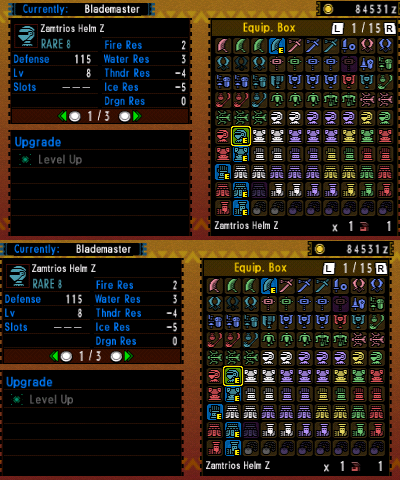 Currently: Blademaster
84531z
Zamtrios Helm Z
RARE 8
Fire Res 2
Defense 115 Water Res 3
Lv 8 Thndr Res -4
Slots --- Ice Res -5
Drgn Res 0
1/3
Upgrade
Level Up
Equip. Box L 1/15 R
E
E
E
E
E
E
Zamtrios Helm Z x 1 1
Currently: Blademaster
84531z
Zamtrios Helm Z
RARE 8
Fire Res 2
Defense 115 Water Res 3
Lv 8 Thndr Res -4
Slots --- Ice Res -5
Drgn Res 0
1/3
Upgrade
Level Up
Equip. Box L 1/15 R
E
E
E
E
E
E
Zamtrios Helm Z x 1 1